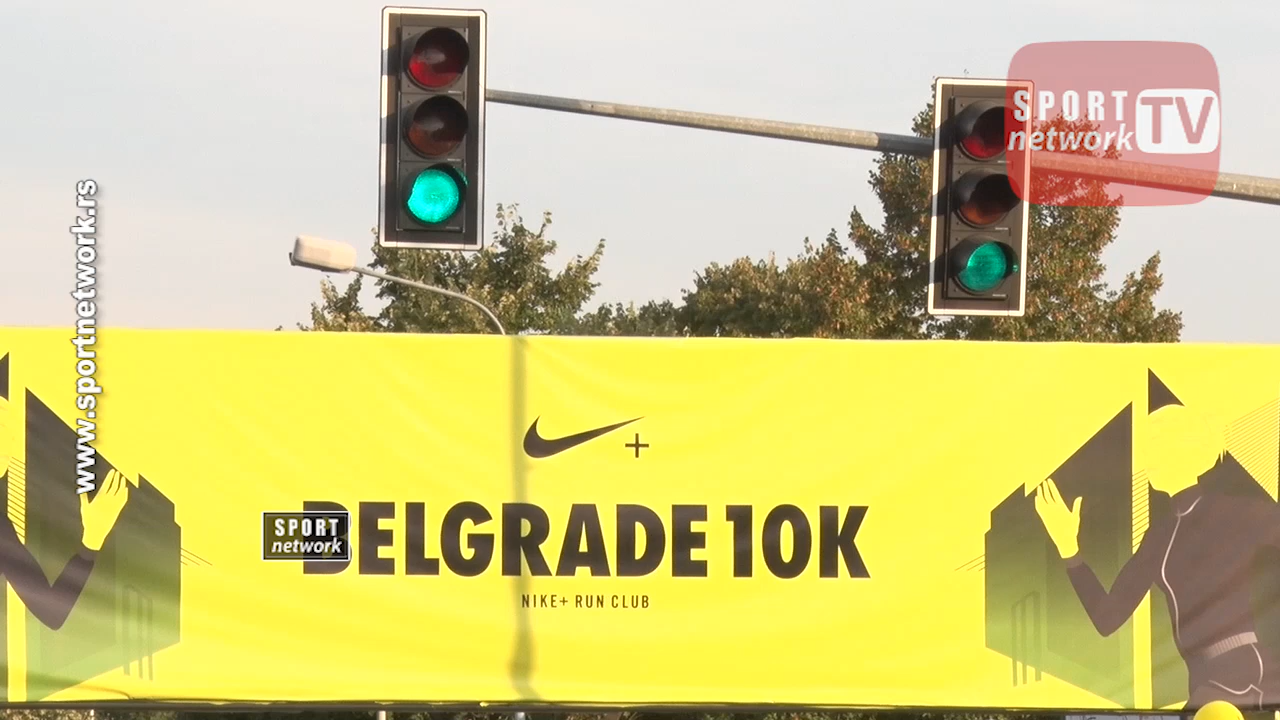 SPORT
network TV
www.sportnetwork.rs
+
BELGRADE 10K
SPORT
network
NIKE+ RUN CLUB